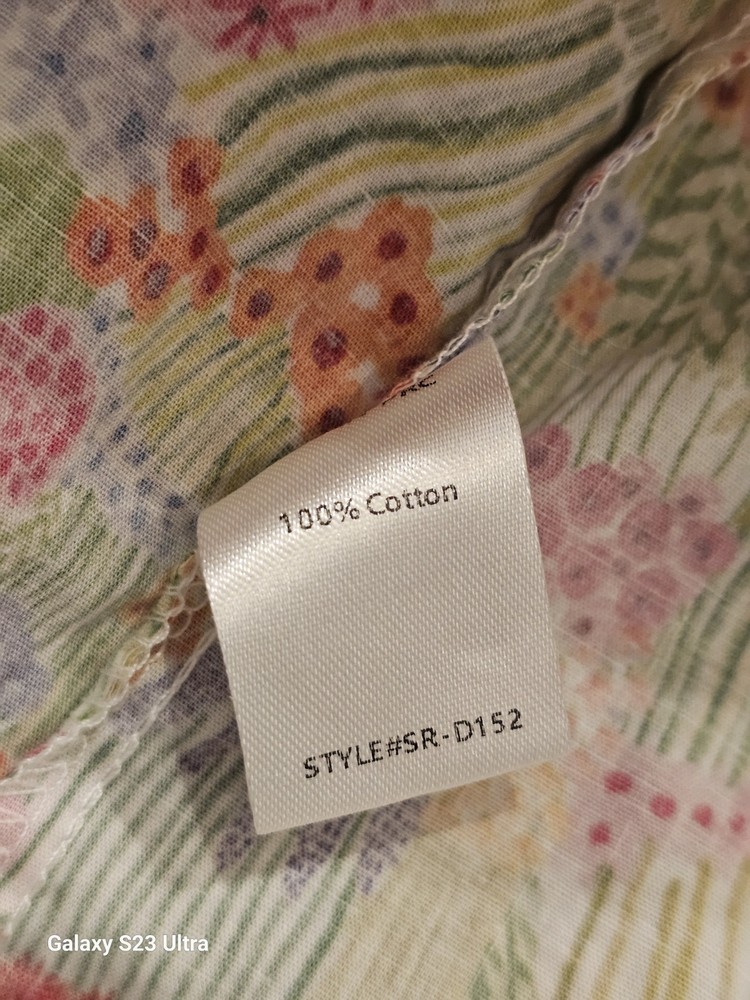 100% Cotton
STYLE#SR-D152
Galaxy S23 Ultra